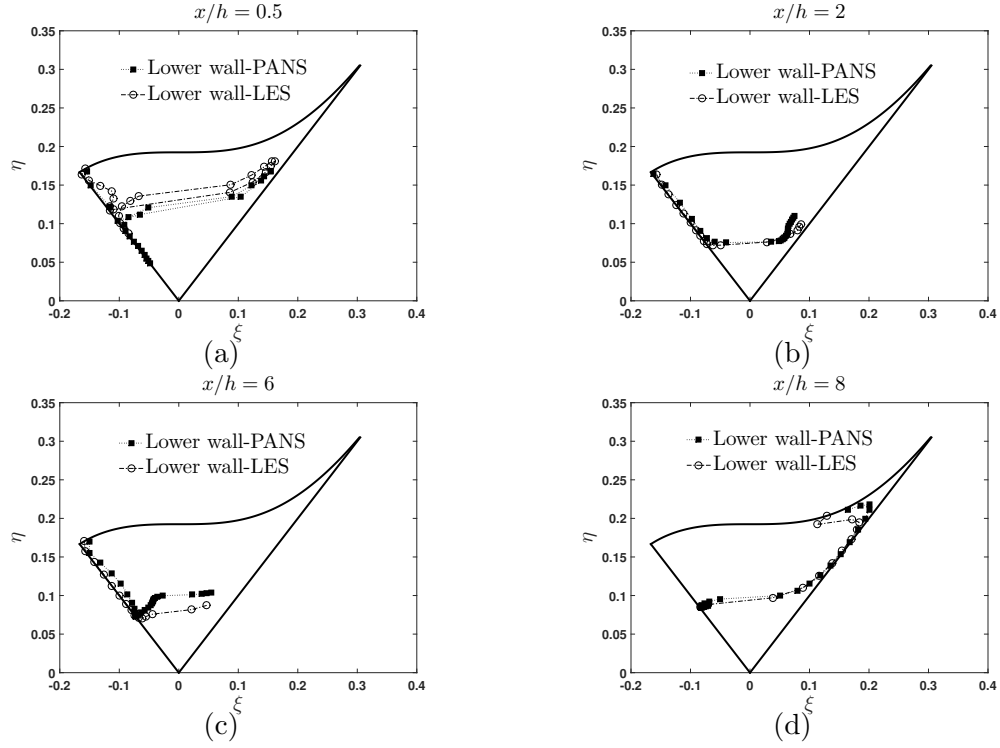 x/h = 0.5
0.35
0.3
0.25
0.2
0.15
0.1
0.05
0
η
Lower wall-PANS
Lower wall-LES
-0.2
-0.1
0
0.1
0.2
0.3
0.4
ξ
(a)
x/h = 2
0.35
0.3
0.25
0.2
0.15
0.1
0.05
0
η
Lower wall-PANS
Lower wall-LES
-0.2
-0.1
0
0.1
0.2
0.3
0.4
ξ
(b)
x/h = 6
0.35
0.3
0.25
0.2
0.15
0.1
0.05
0
η
Lower wall-PANS
Lower wall-LES
-0.2
-0.1
0
0.1
0.2
0.3
0.4
ξ
(c)
x/h = 8
0.35
0.3
0.25
0.2
0.15
0.1
0.05
0
η
Lower wall-PANS
Lower wall-LES
-0.2
-0.1
0
0.1
0.2
0.3
0.4
ξ
(d)